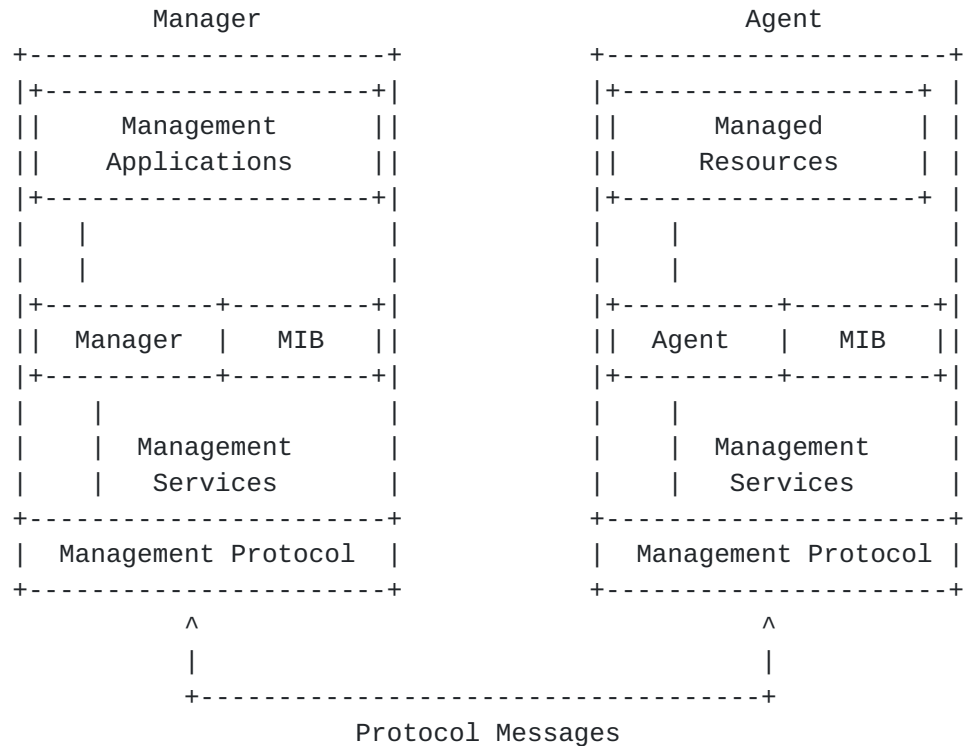 Manager Agent
Management Managed
Applications Resources
Manager MIB Agent MIB
Management Management
Services Services
Management Protocol Management Protocol
Protocol Messages